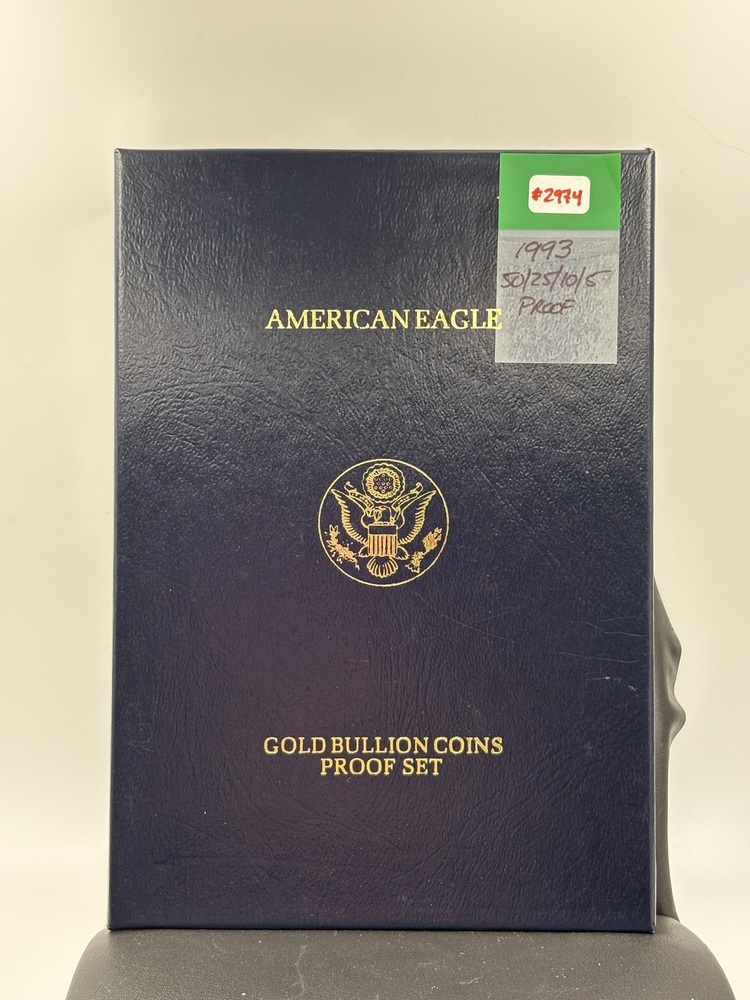 #2974
1993
50/25/10/5
PROOF
AMERICAN EAGLE
GOLD BULLION COINS
PROOF SET